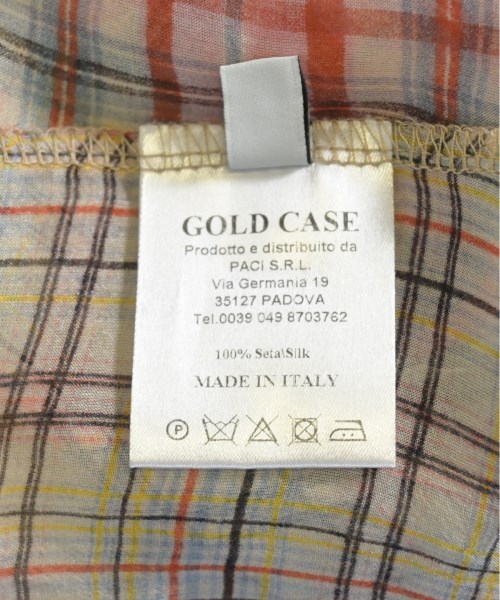 GOLD CASE
Prodotto e distribuito da
PACI S.R.L.
Via Germania 19
35127 PADOVA
Tel.0039 049 8703762
100% Seta\Silk
MADE IN ITALY
P